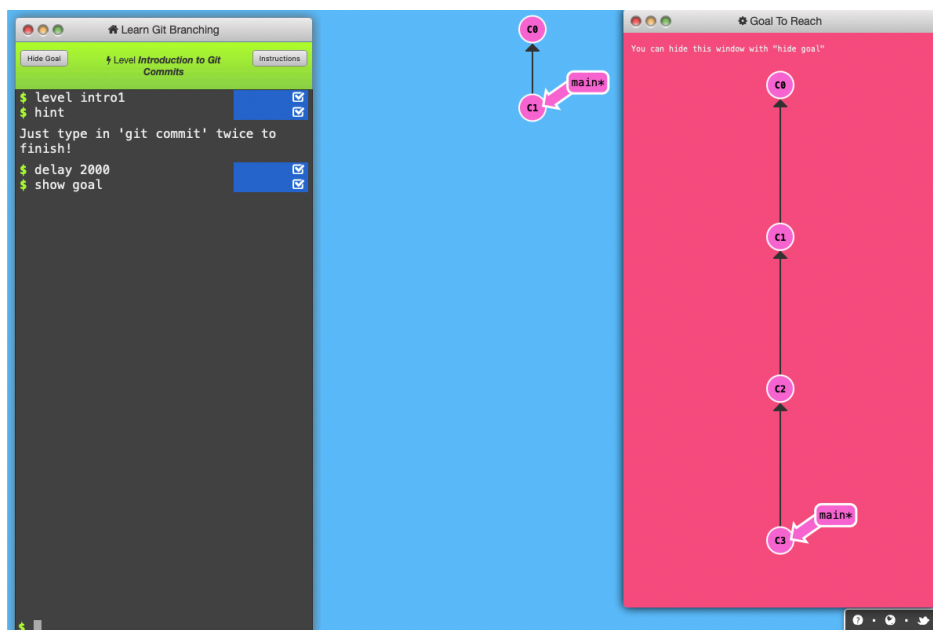 Learn Git Branching
Hide Goal
Level Introduction to Git
Commits
Instructions
$ level intro1
$ hint
Just type in 'git commit' twice to
finish!
$ delay 2000
$ show goal
$
C0
main*
C1
Goal To Reach
You can hide this window with "hide goal"
C0
C1
C2
main*
C3
?